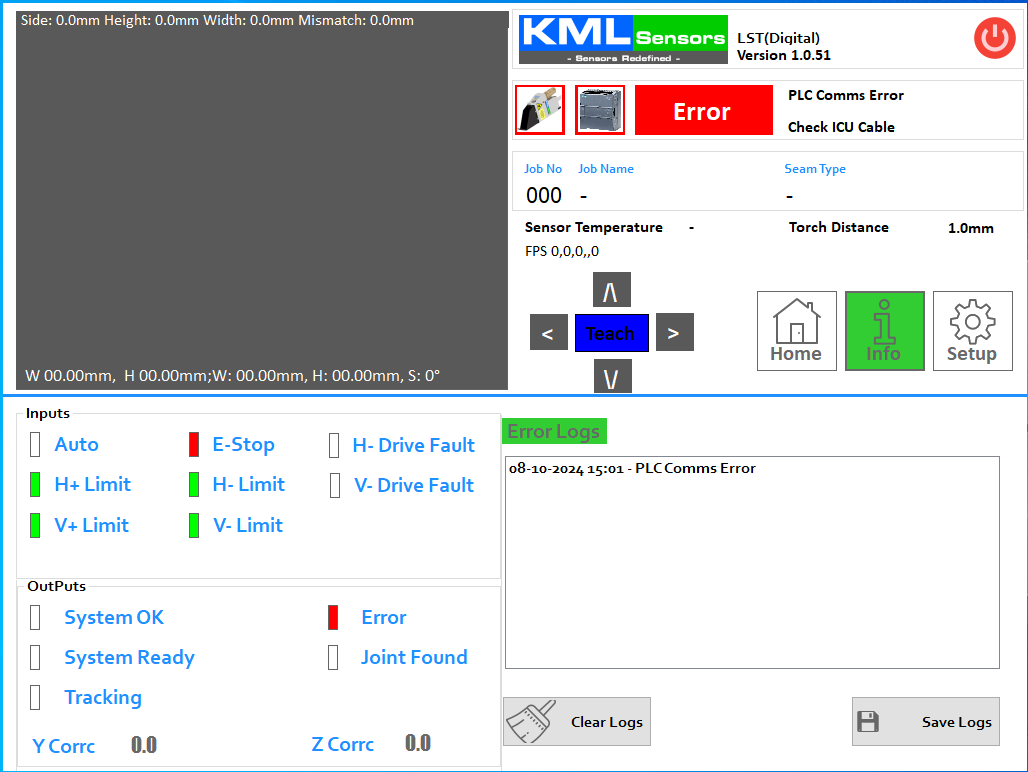 Side: 0.0mm Height: 0.0mm Width: 0.0mm Mismatch: 0.0mm
W 00.00mm,  H 00.00mm;W: 00.00mm, H: 00.00mm, S: 0°
KML Sensors
- Sensors Redefined -
LST(Digital)
Version 1.0.51
Error
PLC Comms Error
Check ICU Cable
Job No Job Name Seam Type
000 - -
Sensor Temperature - Torch Distance 1.0mm
FPS 0,0,0,,0
/\
< Teach >
\/
Home Info Setup
Inputs
Auto E-Stop H- Drive Fault
H+ Limit H- Limit V- Drive Fault
V+ Limit V- Limit
OutPuts
System OK Error
System Ready Joint Found
Tracking
Y Corrc 0.0 Z Corrc 0.0
Error Logs
08-10-2024 15:01 - PLC Comms Error
Clear Logs Save Logs